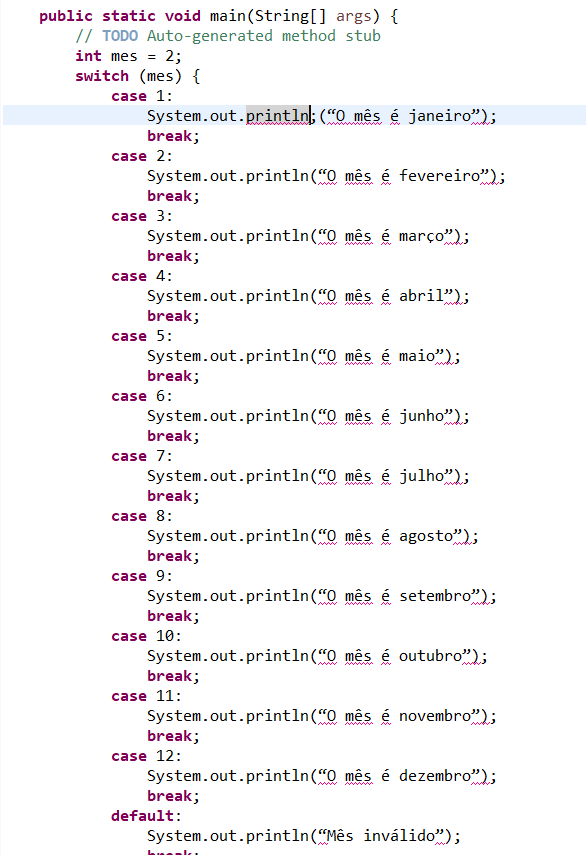 public static void main(String[] args) {
// TODO Auto-generated method stub
int mes = 2;
switch (mes) {
case 1:
System.out.println;(“O mês é janeiro”);
break;
case 2:
System.out.println(“O mês é fevereiro”);
break;
case 3:
System.out.println(“O mês é março”);
break;
case 4:
System.out.println(“O mês é abril”);
break;
case 5:
System.out.println(“O mês é maio”);
break;
case 6:
System.out.println(“O mês é junho”);
break;
case 7:
System.out.println(“O mês é julho”);
break;
case 8:
System.out.println(“O mês é agosto”);
break;
case 9:
System.out.println(“O mês é setembro”);
break;
case 10:
System.out.println(“O mês é outubro”);
break;
case 11:
System.out.println(“O mês é novembro”);
break;
case 12:
System.out.println(“O mês é dezembro”);
break;
default:
System.out.println(“Mês inválido”);
break;